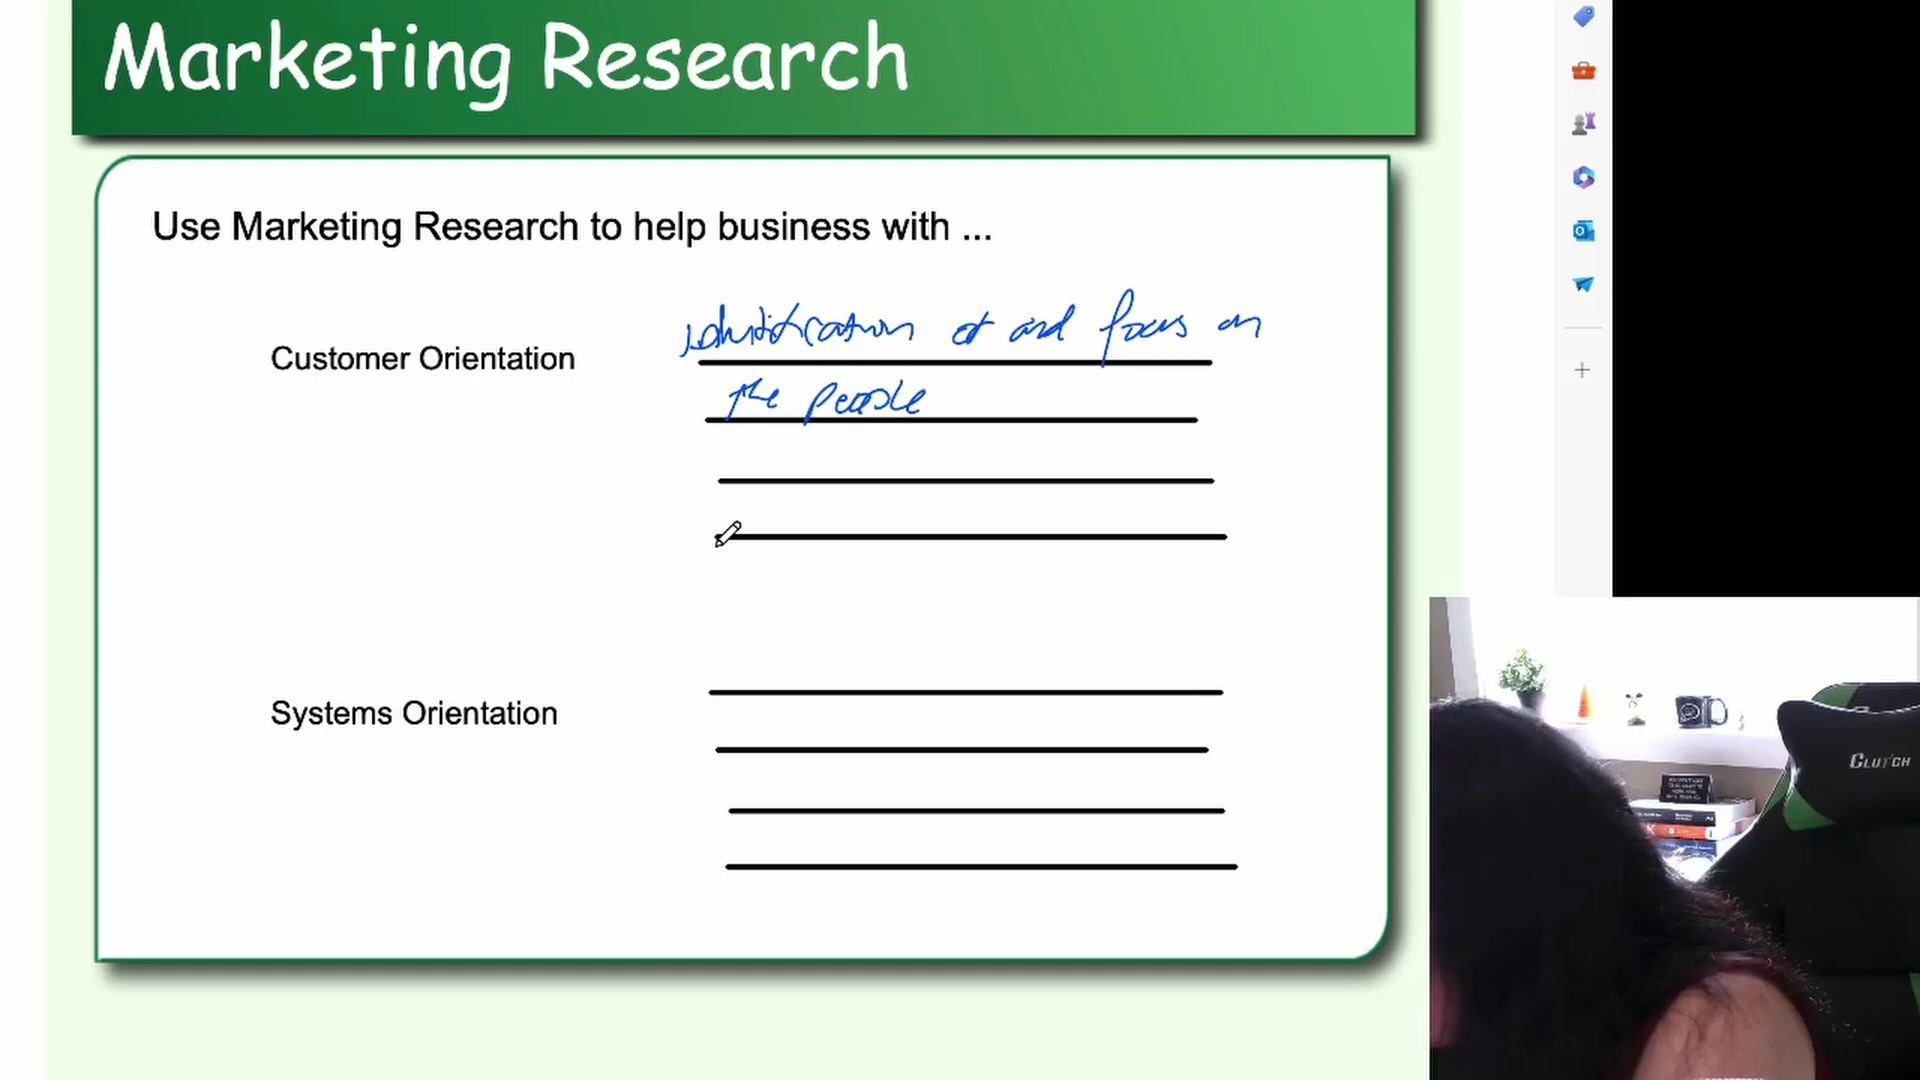 Marketing Research
Use Marketing Research to help business with ...
identification of and focus on
Customer Orientation
the people
Systems Orientation
CLUTCH